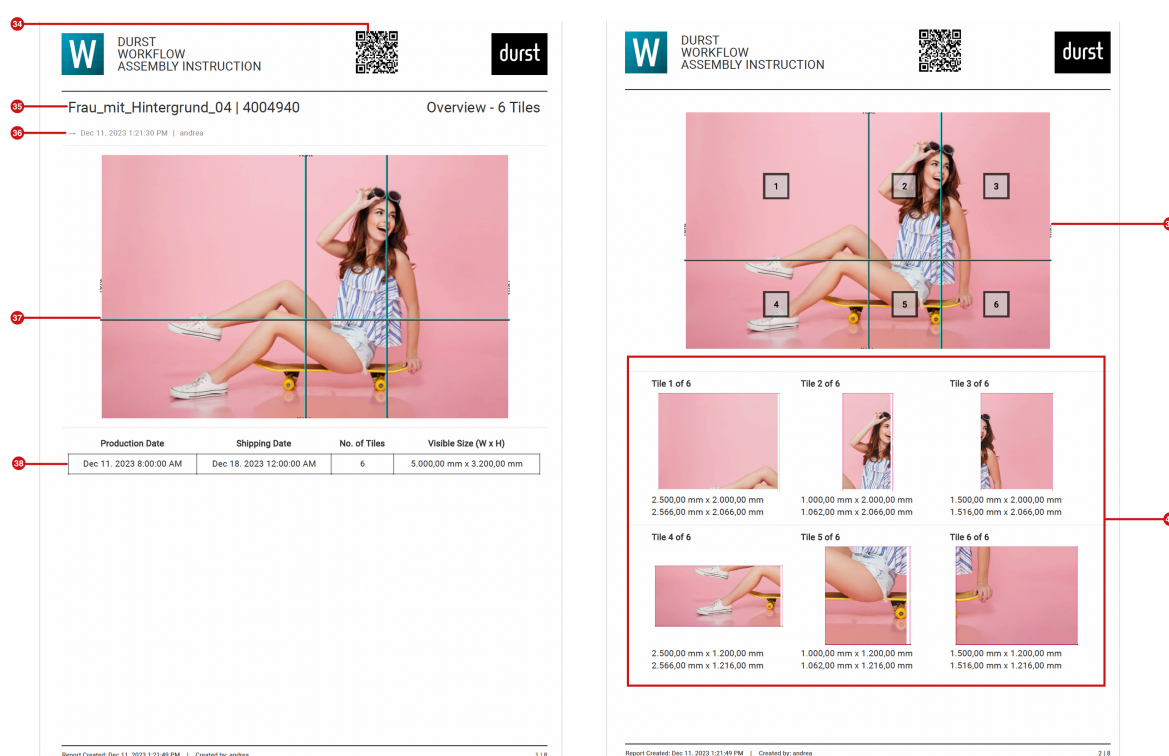 34
W
DURST
WORKFLOW
ASSEMBLY INSTRUCTION
durst
35
Frau_mit_Hintergrund_04 | 4004940
Overview - 6 Tiles
36
→ Dec 11. 2023 1:21:30 PM | andrea
37
Production Date
Shipping Date
No. of Tiles
Visible Size (W x H)
38
Dec 11. 2023 8:00:00 AM
Dec 18. 2023 12:00:00 AM
6
5.000,00 mm x 3.200,00 mm
Report Created: Dec 11. 2023 1:21:49 PM | Created by: andrea
1 | 8
W
DURST
WORKFLOW
ASSEMBLY INSTRUCTION
durst
1
2
3
4
5
6
Tile 1 of 6
Tile 2 of 6
Tile 3 of 6
2.500,00 mm x 2.000,00 mm
2.566,00 mm x 2.066,00 mm
1.000,00 mm x 2.000,00 mm
1.062,00 mm x 2.066,00 mm
1.500,00 mm x 2.000,00 mm
1.516,00 mm x 2.066,00 mm
Tile 4 of 6
Tile 5 of 6
Tile 6 of 6
2.500,00 mm x 1.200,00 mm
2.566,00 mm x 1.216,00 mm
1.000,00 mm x 1.200,00 mm
1.062,00 mm x 1.216,00 mm
1.500,00 mm x 1.200,00 mm
1.516,00 mm x 1.216,00 mm
Report Created: Dec 11. 2023 1:21:49 PM | Created by: andrea
2 | 8